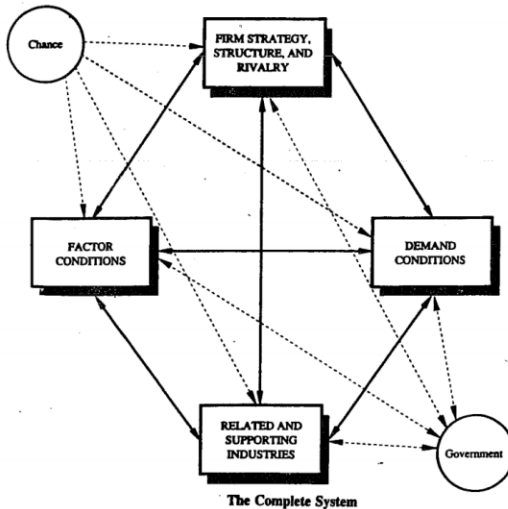 Chance
FIRM STRATEGY,
STRUCTURE, AND
RIVALRY
FACTOR
CONDITIONS
DEMAND
CONDITIONS
RELATED AND
SUPPORTING
INDUSTRIES
Government
The Complete System